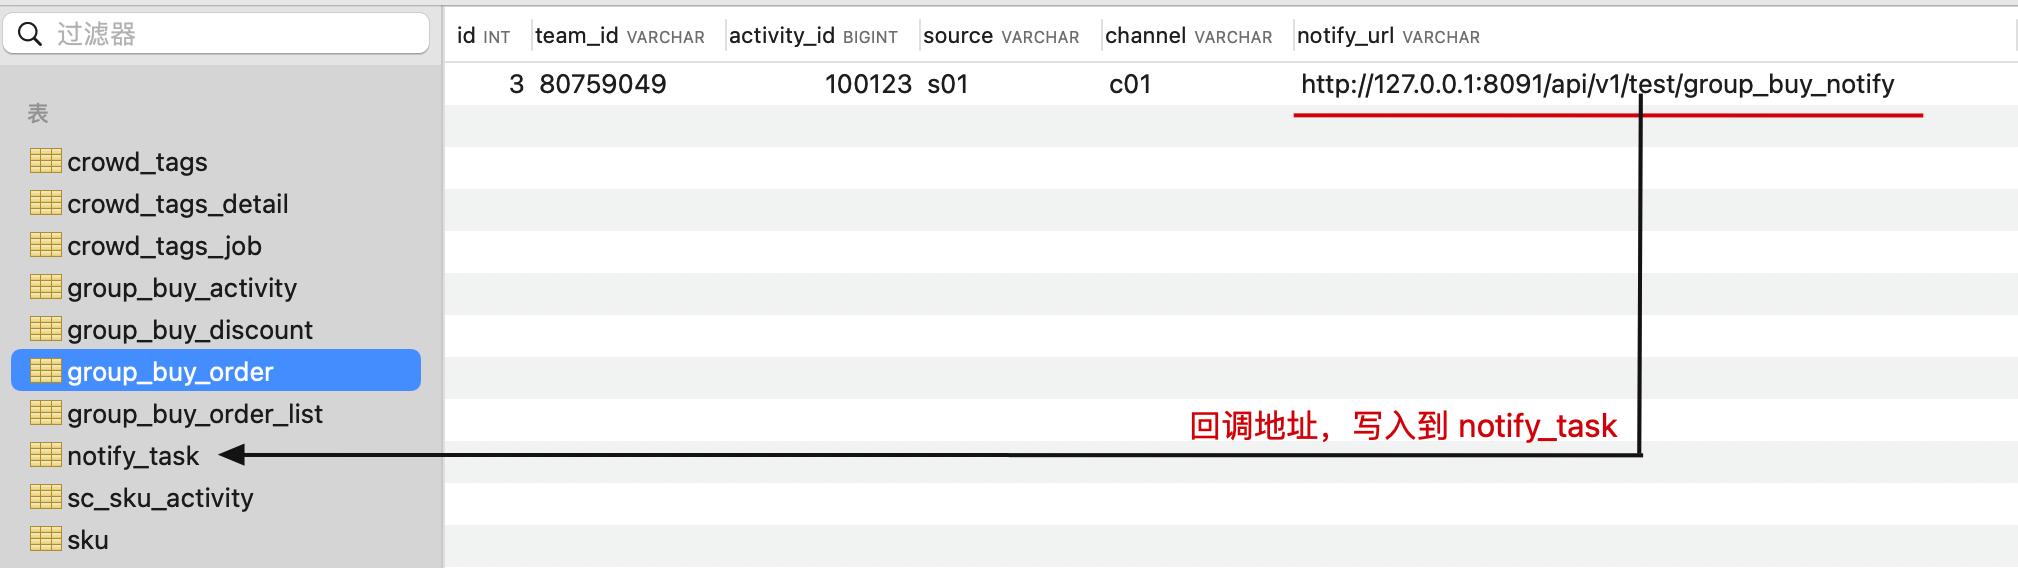 过滤器
表
crowd_tags
crowd_tags_detail
crowd_tags_job
group_buy_activity
group_buy_discount
group_buy_order
group_buy_order_list
notify_task
sc_sku_activity
sku
id INT team_id VARCHAR activity_id BIGINT source VARCHAR channel VARCHAR notify_url VARCHAR
3 80759049 100123 s01 c01 http://127.0.0.1:8091/api/v1/test/group_buy_notify
回调地址，写入到 notify_task